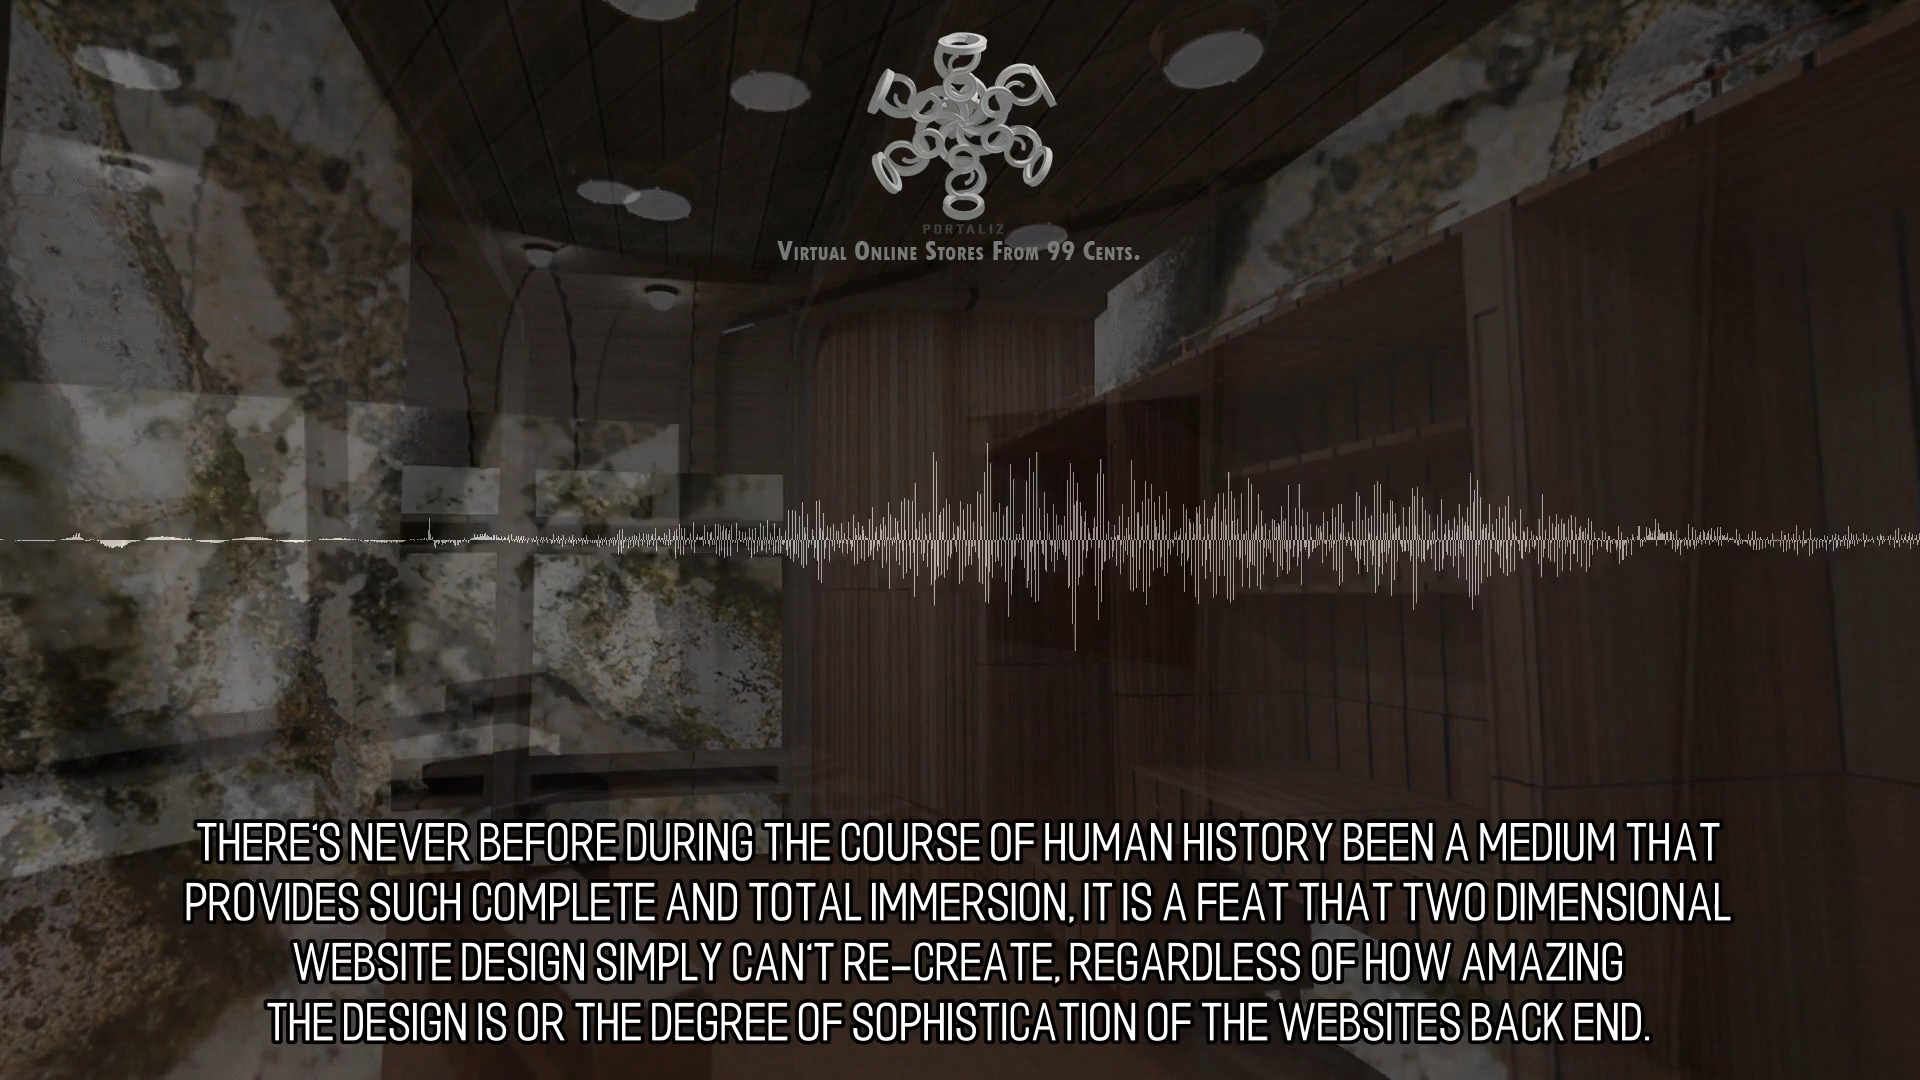 PORTALIZ
Virtual Online Stores From 99 Cents.
THERE'S NEVER BEFORE DURING THE COURSE OF HUMAN HISTORY BEEN A MEDIUM THAT
PROVIDES SUCH COMPLETE AND TOTAL IMMERSION, IT IS A FEAT THAT TWO DIMENSIONAL
WEBSITE DESIGN SIMPLY CAN'T RE-CREATE, REGARDLESS OF HOW AMAZING
THE DESIGN IS OR THE DEGREE OF SOPHISTICATION OF THE WEBSITES BACK END.